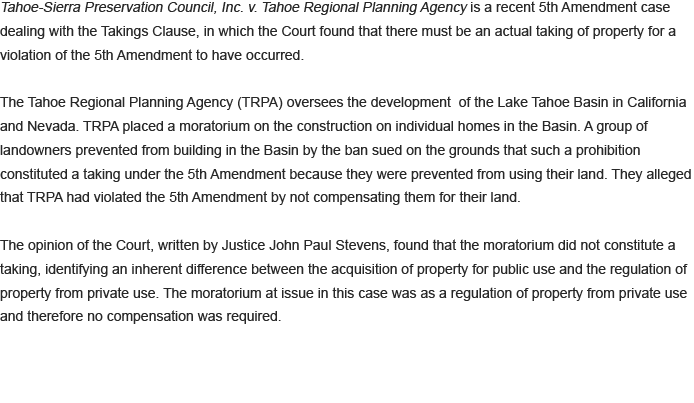 Tahoe-Sierra Preservation Council, Inc. v. Tahoe Regional Planning Agency is a recent 5th Amendment case
dealing with the Takings Clause, in which the Court found that there must be an actual taking of property for a
violation of the 5th Amendment to have occurred.
The Tahoe Regional Planning Agency (TRPA) oversees the development  of the Lake Tahoe Basin in California
and Nevada. TRPA placed a moratorium on the construction on individual homes in the Basin. A group of
landowners prevented from building in the Basin by the ban sued on the grounds that such a prohibition
constituted a taking under the 5th Amendment because they were prevented from using their land. They alleged
that TRPA had violated the 5th Amendment by not compensating them for their land.
The opinion of the Court, written by Justice John Paul Stevens, found that the moratorium did not constitute a
taking, identifying an inherent difference between the acquisition of property for public use and the regulation of
property from private use. The moratorium at issue in this case was as a regulation of property from private use
and therefore no compensation was required.